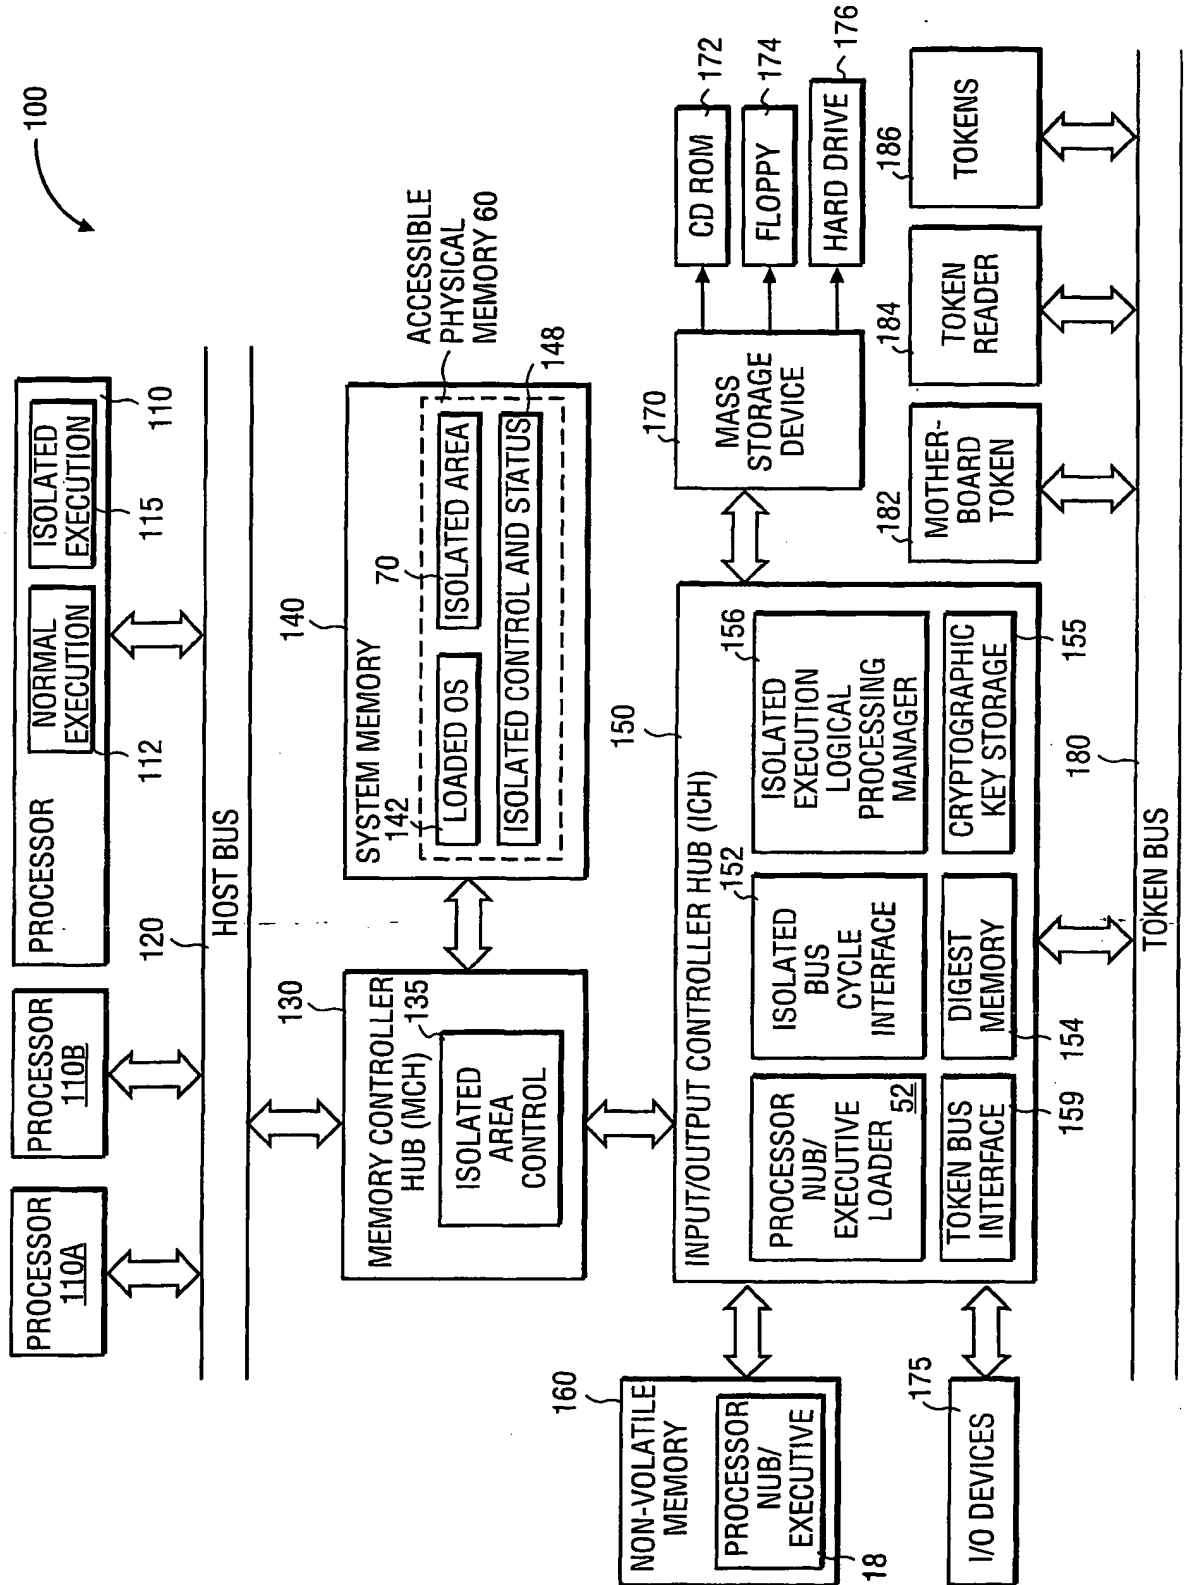 100
PROCESSOR
110A
PROCESSOR
110B
PROCESSOR
NORMAL
EXECUTION
112
ISOLATED
EXECUTION
115
110
120
HOST BUS
130
MEMORY CONTROLLER
HUB (MCH)
135
ISOLATED
AREA
CONTROL
140
SYSTEM MEMORY
142
LOADED OS
70
ISOLATED AREA
ISOLATED CONTROL AND STATUS
148
ACCESSIBLE
PHYSICAL
MEMORY 60
150
INPUT/OUTPUT CONTROLLER HUB (ICH)
PROCESSOR
NUB/
EXECUTIVE
LOADER
52
152
ISOLATED
BUS
CYCLE
INTERFACE
156
ISOLATED
EXECUTION
LOGICAL
PROCESSING
MANAGER
TOKEN BUS
INTERFACE
159
DIGEST
MEMORY
154
CRYPTOGRAPHIC
KEY STORAGE
155
160
NON-VOLATILE
MEMORY
PROCESSOR
NUB/
EXECUTIVE
18
175
I/O DEVICES
170
MASS
STORAGE
DEVICE
CD ROM
172
FLOPPY
174
HARD DRIVE
176
182
MOTHER-
BOARD
TOKEN
184
TOKEN
READER
186
TOKENS
180
TOKEN BUS